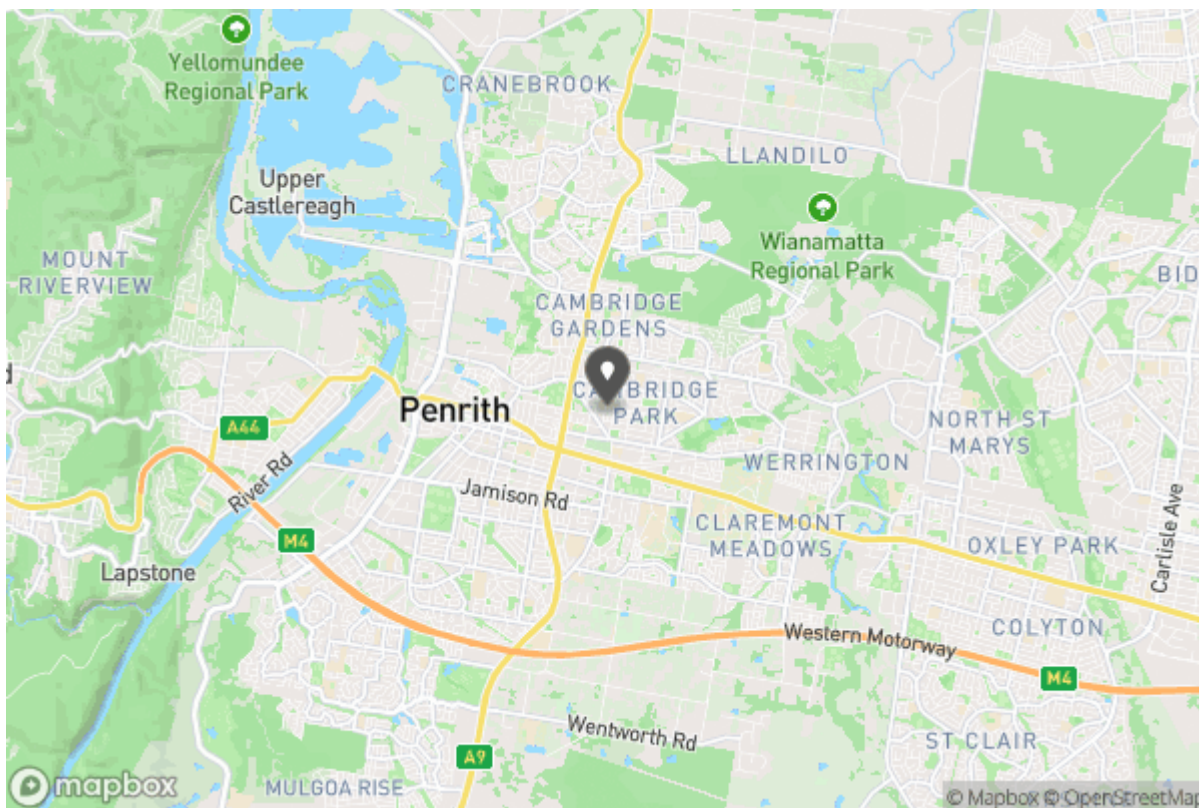 Yellomundee
Regional Park
CRANEBROOK
LLANDILO
Upper
Castlereagh
Wianamatta
Regional Park
MOUNT
RIVERVIEW
BID
CAMBRIDGE
GARDENS
d
CAMBRIDGE
PARK
Penrith
A44
NORTH ST
MARYS
WERRINGTON
River Rd
Jamison Rd
CLAREMONT
MEADOWS
Carlisle Ave
M4
OXLEY PARK
Lapstone
COLYTON
Western Motorway
M4
Wentworth Rd
ST CLAIR
A9
MULGOA RISE
mapbox
© Mapbox © OpenStreetMap